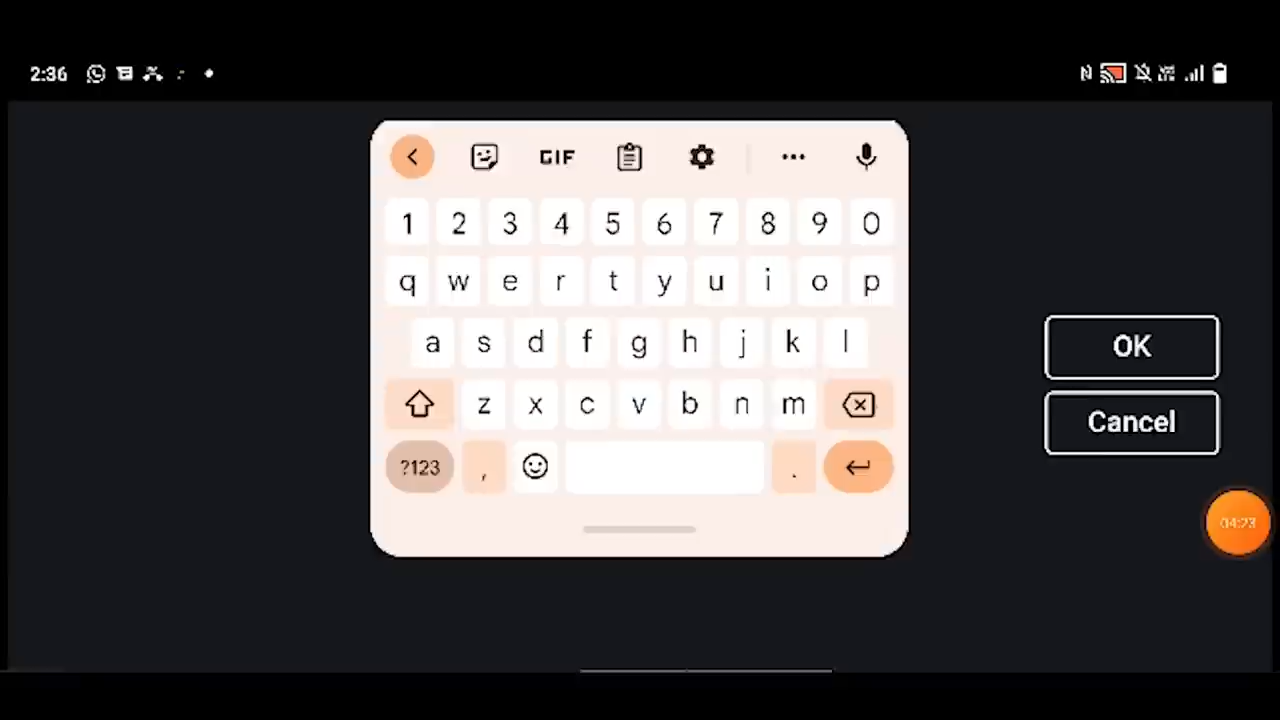 2:36
GIF
1 2 3 4 5 6 7 8 9 0
q w e r t y u i o p
a s d f g h j k l
z x c v b n m
?123 , .
OK
Cancel
04:23